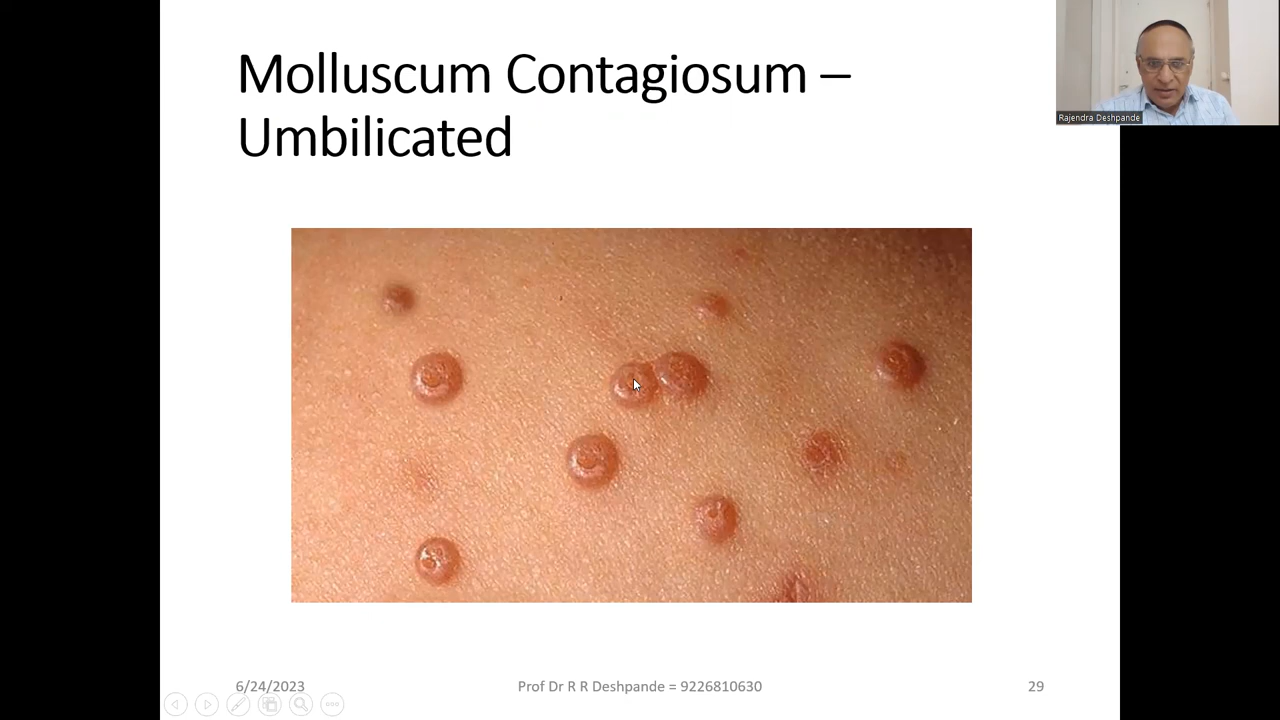 Molluscum Contagiosum –
Umbilicated
Rajendra Deshpande
6/24/2023
Prof Dr R R Deshpande = 9226810630
29